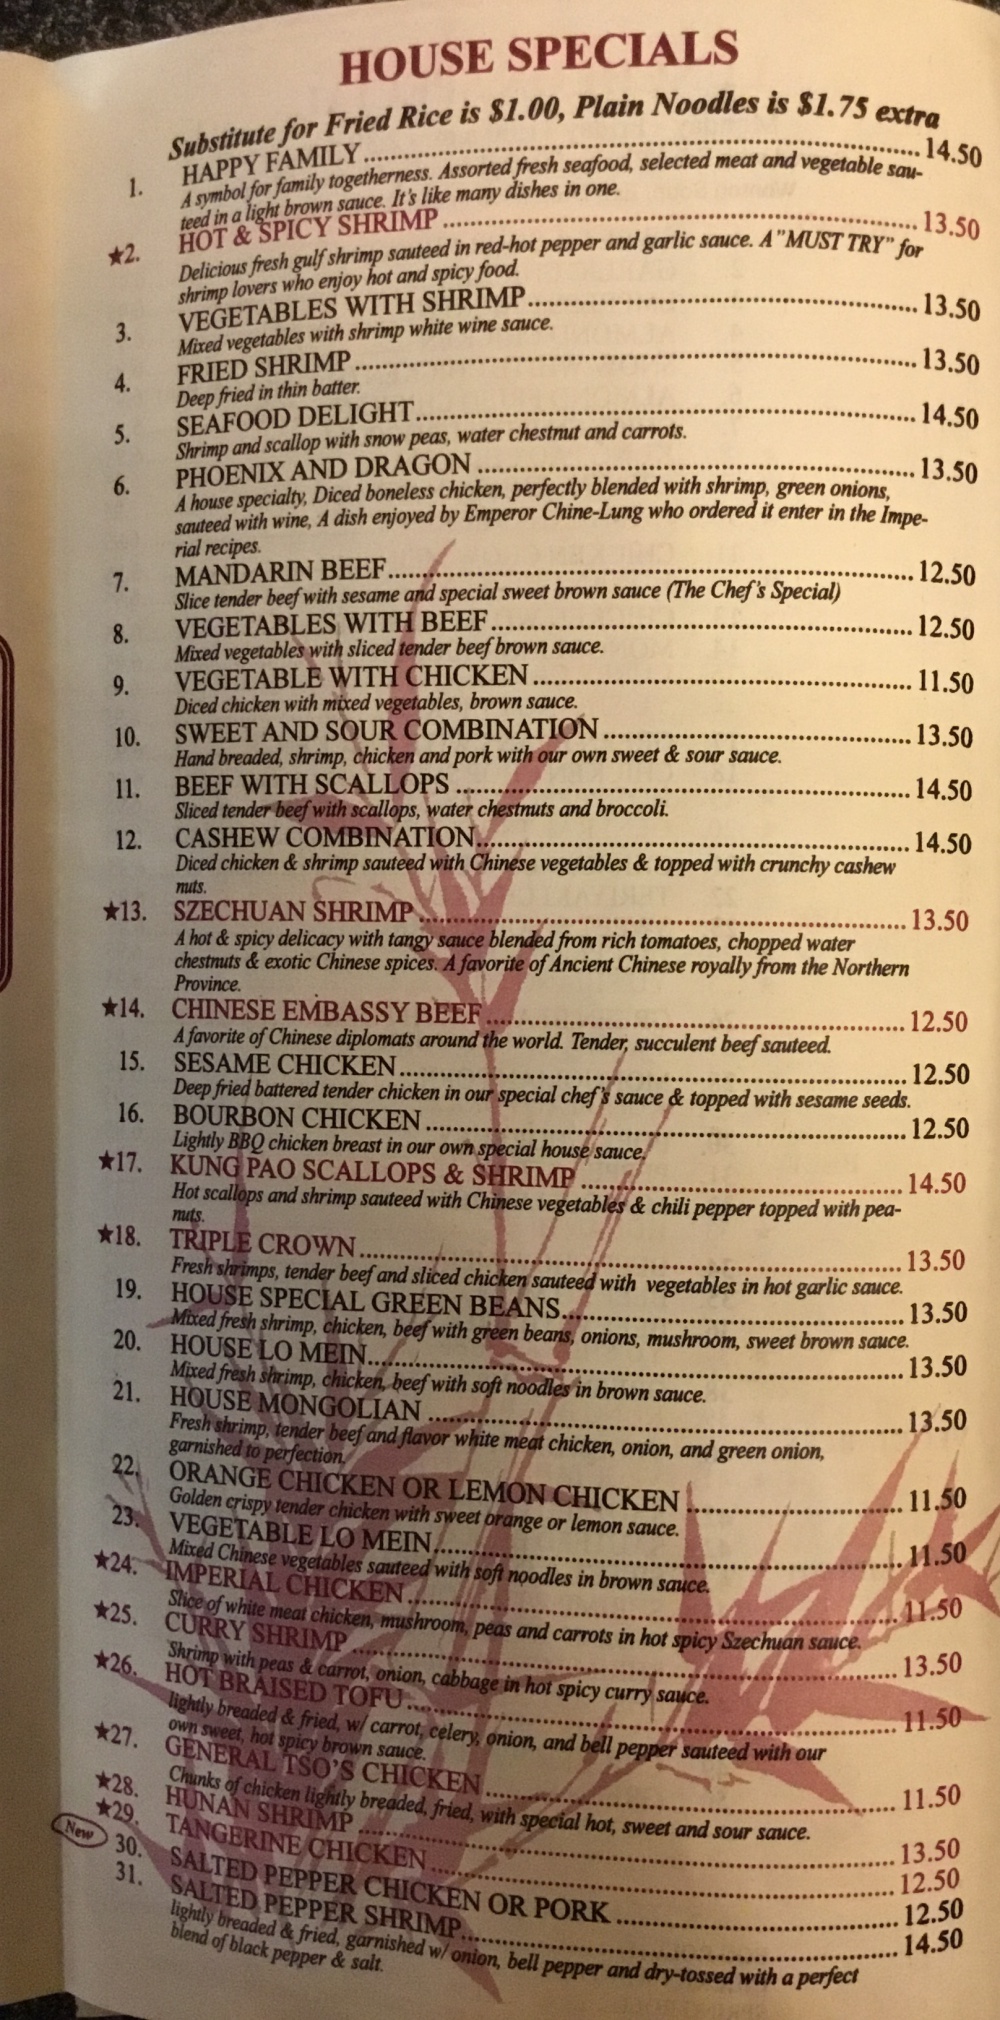 HOUSE SPECIALS
Substitute for Fried Rice is $1.00, Plain Noodles is $1.75 extra
1. HAPPY FAMILY 14.50
A symbol for family togetherness. Assorted fresh seafood, selected meat and vegetable sau-
teed in a light brown sauce. It's like many dishes in one.
★2. HOT & SPICY SHRIMP 13.50
Delicious fresh gulf shrimp sauteed in red-hot pepper and garlic sauce. A "MUST TRY" for
shrimp lovers who enjoy hot and spicy food.
3. VEGETABLES WITH SHRIMP 13.50
Mixed vegetables with shrimp white wine sauce.
4. FRIED SHRIMP 13.50
Deep fried in thin batter.
5. SEAFOOD DELIGHT 14.50
Shrimp and scallop with snow peas, water chestnut and carrots.
6. PHOENIX AND DRAGON 13.50
A house specialty, Diced boneless chicken, perfectly blended with shrimp, green onions,
sauteed with wine, A dish enjoyed by Emperor Chine-Lung who ordered it enter in the Impe-
rial recipes.
7. MANDARIN BEEF 12.50
Slice tender beef with sesame and special sweet brown sauce (The Chef's Special)
8. VEGETABLES WITH BEEF 12.50
Mixed vegetables with sliced tender beef brown sauce.
9. VEGETABLE WITH CHICKEN 11.50
Diced chicken with mixed vegetables, brown sauce.
10. SWEET AND SOUR COMBINATION 13.50
Hand breaded, shrimp, chicken and pork with our own sweet & sour sauce.
11. BEEF WITH SCALLOPS 14.50
Sliced tender beef with scallops, water chestnuts and broccoli.
12. CASHEW COMBINATION 14.50
Diced chicken & shrimp sauteed with Chinese vegetables & topped with crunchy cashew
nuts.
★13. SZECHUAN SHRIMP 13.50
A hot & spicy delicacy with tangy sauce blended from rich tomatoes, chopped water
chestnuts & exotic Chinese spices. A favorite of Ancient Chinese royally from the Northern
Province.
★14. CHINESE EMBASSY BEEF 12.50
A favorite of Chinese diplomats around the world. Tender, succulent beef sauteed.
15. SESAME CHICKEN 12.50
Deep fried battered tender chicken in our special chef's sauce & topped with sesame seeds.
16. BOURBON CHICKEN 12.50
Lightly BBQ chicken breast in our own special house sauce.
★17. KUNG PAO SCALLOPS & SHRIMP 14.50
Hot scallops and shrimp sauteed with Chinese vegetables & chili pepper topped with pea-
nuts.
★18. TRIPLE CROWN 13.50
Fresh shrimps, tender beef and sliced chicken sauteed with vegetables in hot garlic sauce.
19. HOUSE SPECIAL GREEN BEANS 13.50
Mixed fresh shrimp, chicken, beef with green beans, onions, mushroom, sweet brown sauce.
20. HOUSE LO MEIN 13.50
Mixed fresh shrimp, chicken, beef with soft noodles in brown sauce.
21. HOUSE MONGOLIAN 13.50
Fresh shrimp, tender beef and flavor white meat chicken, onion, and green onion,
garnished to perfection.
22. ORANGE CHICKEN OR LEMON CHICKEN 11.50
Golden crispy tender chicken with sweet orange or lemon sauce.
23. VEGETABLE LO MEIN 11.50
Mixed Chinese vegetables sauteed with soft noodles in brown sauce.
★24. IMPERIAL CHICKEN 11.50
Slice of white meat chicken, mushroom, peas and carrots in hot spicy Szechuan sauce.
★25. CURRY SHRIMP 13.50
Shrimp with peas & carrot, onion, cabbage in hot spicy curry sauce.
★26. HOT BRAISED TOFU 11.50
lightly breaded & fried, w/ carrot, celery, onion, and bell pepper sauteed with our
own sweet, hot spicy brown sauce.
★27. GENERAL TSO'S CHICKEN 11.50
Chunks of chicken lightly breaded, fried, with special hot, sweet and sour sauce.
★28. HUNAN SHRIMP 13.50
★29. TANGERINE CHICKEN 12.50
New 30. SALTED PEPPER CHICKEN OR PORK 12.50
31. SALTED PEPPER SHRIMP 14.50
lightly breaded & fried, garnished w/ onion, bell pepper and dry-tossed with a perfect
blend of black pepper & salt.